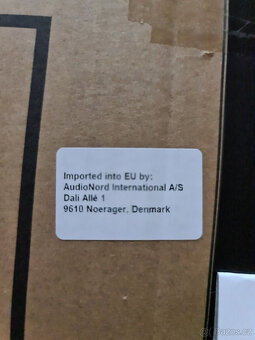 Imported into EU by:
AudioNord International A/S
Dali Allé 1
9610 Noerager, Denmark